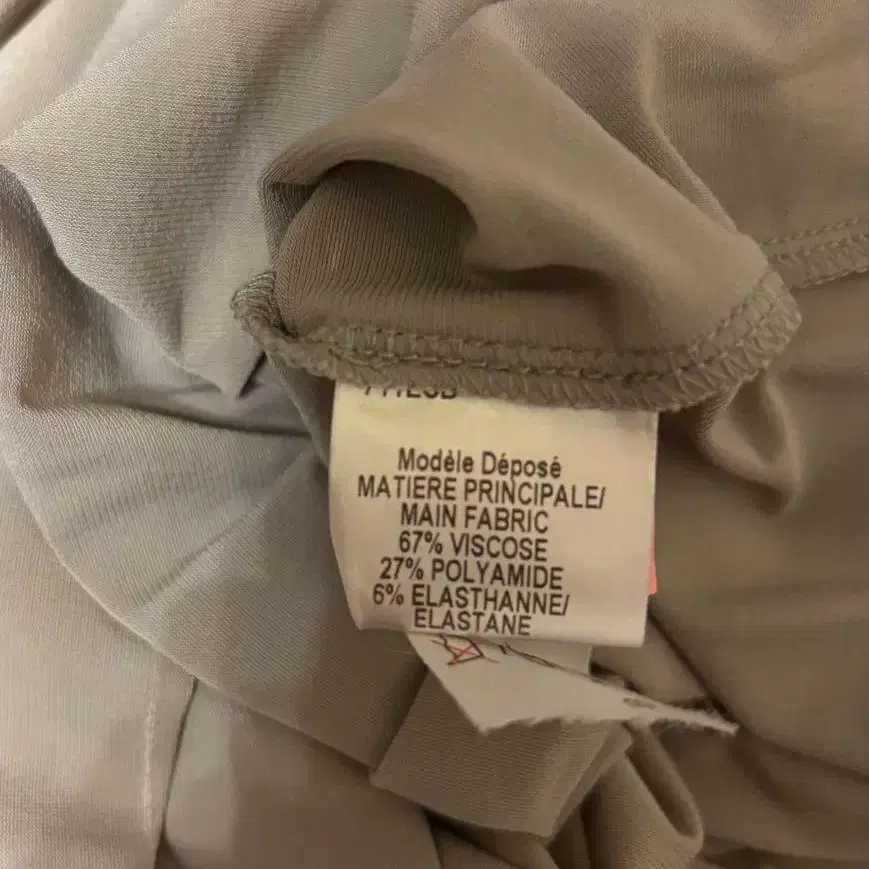 Modèle Déposé
MATIERE PRINCIPALE/
MAIN FABRIC
67% VISCOSE
27% POLYAMIDE
6% ELASTHANNE/
ELASTANE